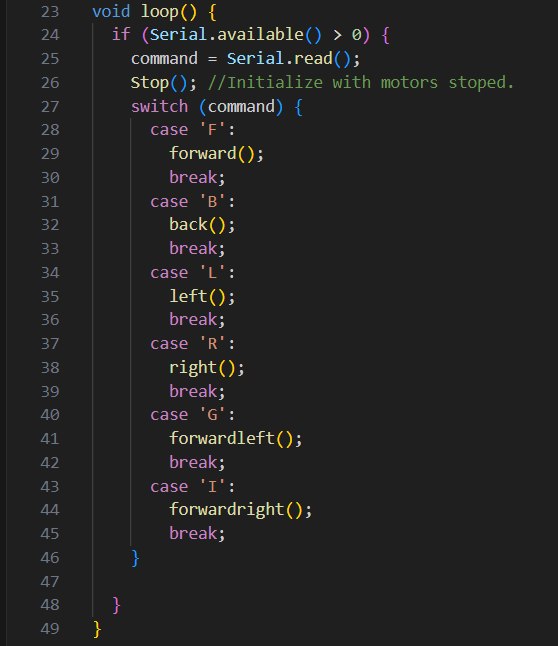 23 void loop() {
24 if (Serial.available() > 0) {
25 command = Serial.read();
26 Stop(); //Initialize with motors stoped.
27 switch (command) {
28 case 'F':
29 forward();
30 break;
31 case 'B':
32 back();
33 break;
34 case 'L':
35 left();
36 break;
37 case 'R':
38 right();
39 break;
40 case 'G':
41 forwardleft();
42 break;
43 case 'I':
44 forwardright();
45 break;
46 }
47
48 }
49 }